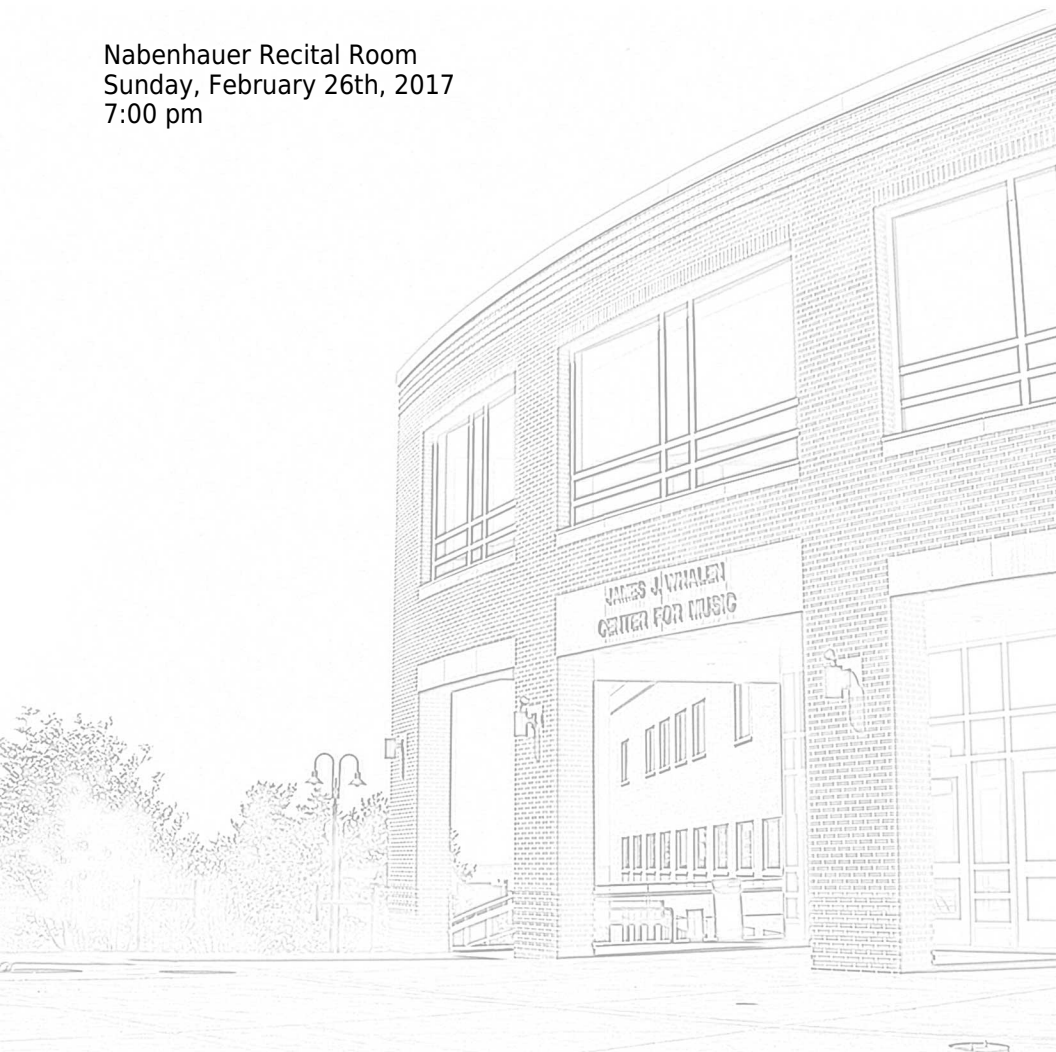 Nabenhauer Recital Room
Sunday, February 26th, 2017
7:00 pm
JAMES J. WHALEN
CENTER FOR MUSIC